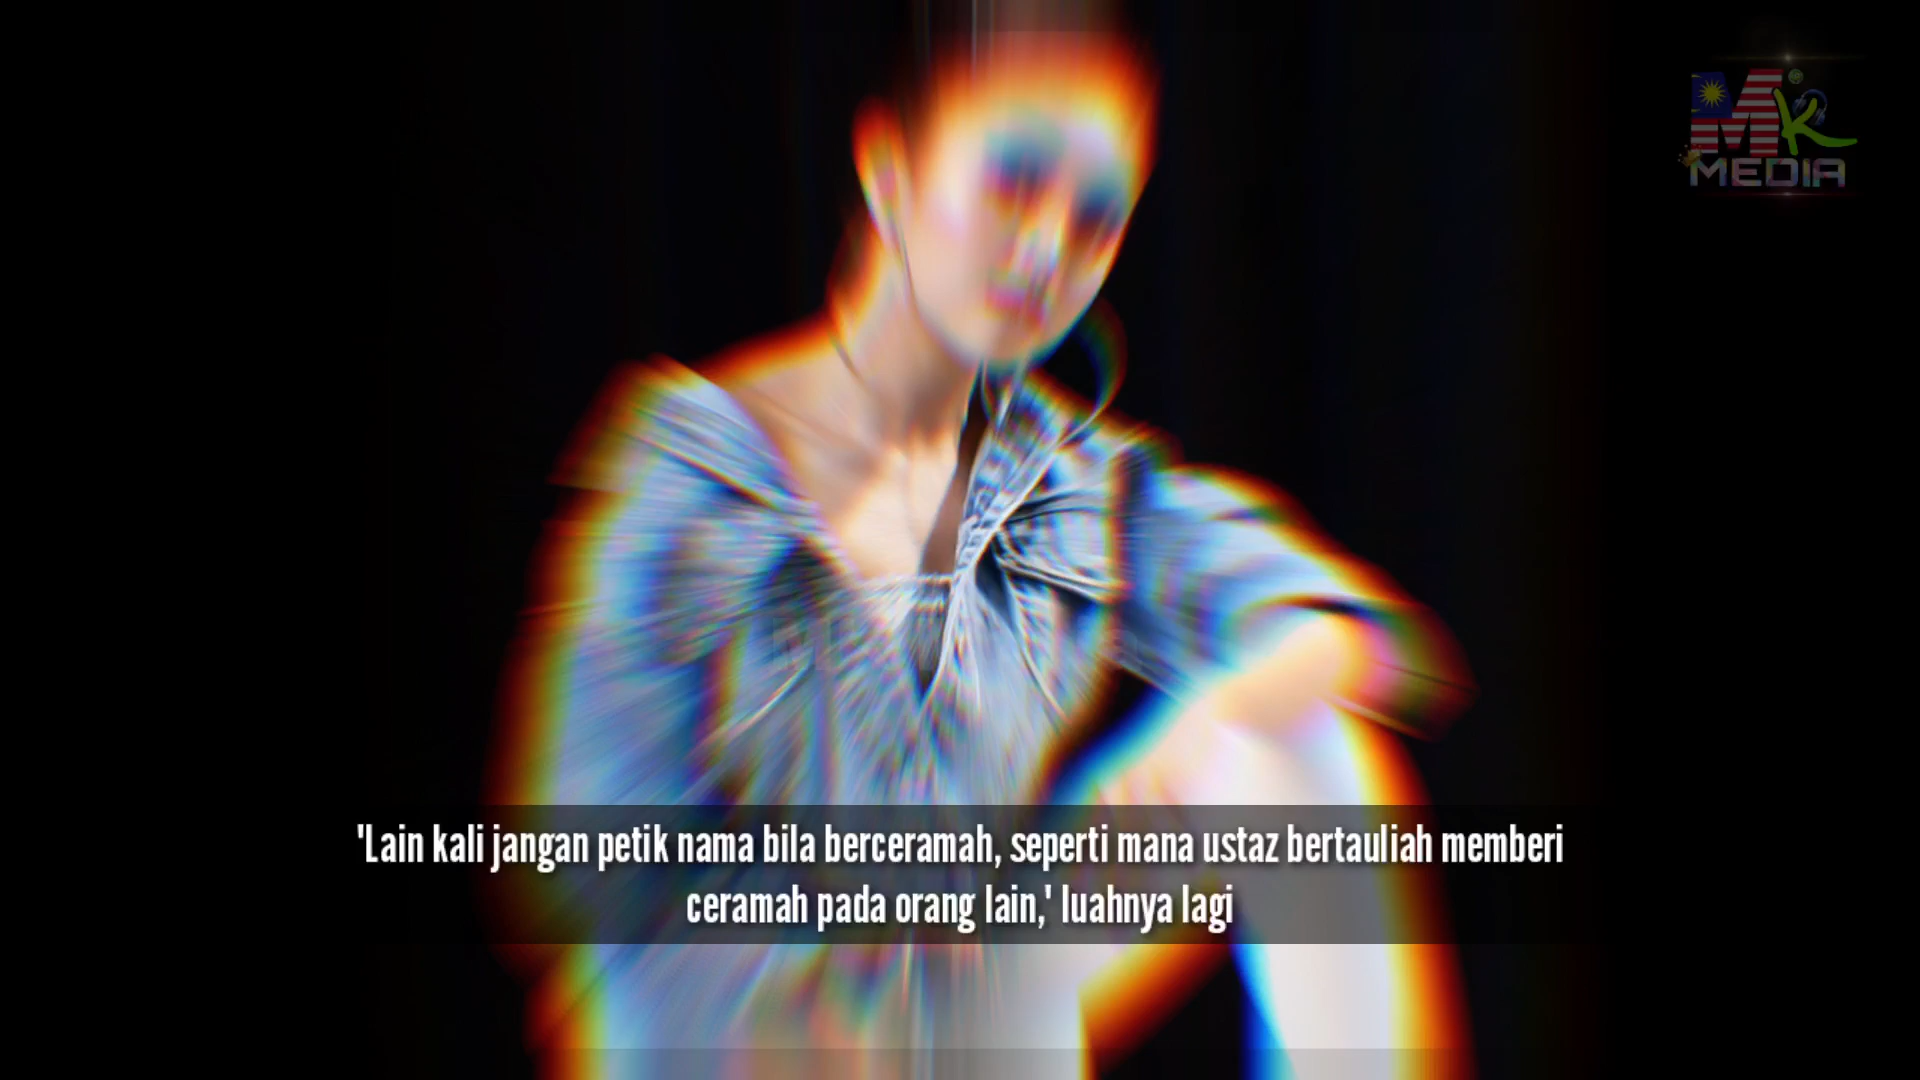 MK
MEDIA
'Lain kali jangan petik nama bila berceramah, seperti mana ustaz bertauliah memberi
ceramah pada orang lain,' luahnya lagi